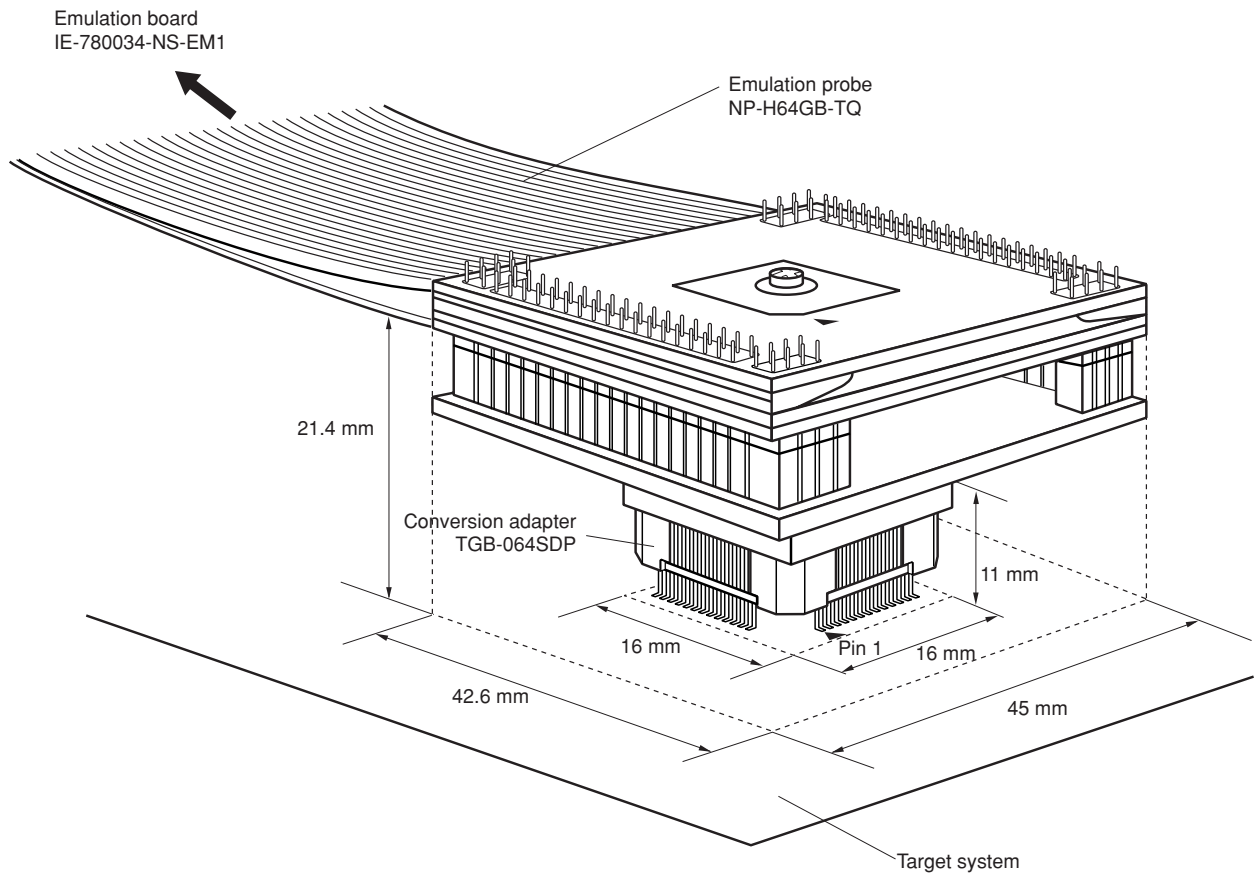 Emulation board
IE-780034-NS-EM1
Emulation probe
NP-H64GB-TQ
21.4 mm
Conversion adapter
TGB-064SDP
11 mm
Pin 1
16 mm
16 mm
42.6 mm
45 mm
Target system